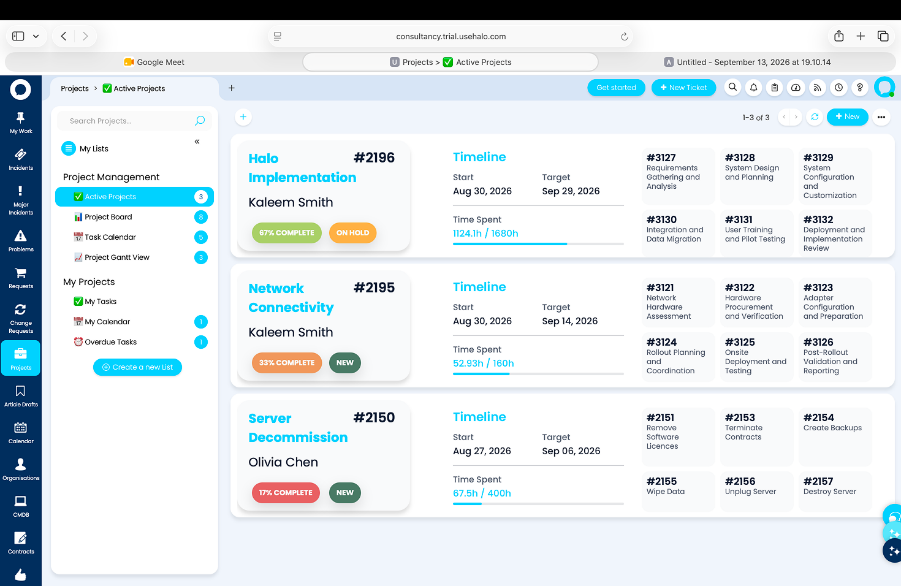 consultancy.trial.usehalo.com
Google Meet
U Projects > ✅ Active Projects
A Untitled - September 13, 2026 at 19.10.14
Projects > ✅ Active Projects
+
Get started
+ New Ticket
My Work
Incidents
Major Incidents
Problems
Requests
Change Requests
Projects
Article Drafts
Calendar
Organisations
CMDB
Contracts
Search Projects...
My Lists
«
Project Management
✅ Active Projects 3
📊 Project Board 8
📆 Task Calendar 5
📈 Project Gantt View 3
My Projects
✅ My Tasks
📆 My Calendar 1
⏰ Overdue Tasks 1
Create a new List
+
1-3 of 3
+ New
Halo Implementation
#2196
Kaleem Smith
67% COMPLETE
ON HOLD
Timeline
Start
Target
Aug 30, 2026
Sep 29, 2026
Time Spent
1124.1h / 1680h
#3127
Requirements Gathering and Analysis
#3128
System Design and Planning
#3129
System Configuration and Customization
#3130
Integration and Data Migration
#3131
User Training and Pilot Testing
#3132
Deployment and Implementation Review
Network Connectivity
#2195
Kaleem Smith
33% COMPLETE
NEW
Timeline
Start
Target
Aug 30, 2026
Sep 14, 2026
Time Spent
52.93h / 160h
#3121
Network Hardware Assessment
#3122
Hardware Procurement and Verification
#3123
Adapter Configuration and Preparation
#3124
Rollout Planning and Coordination
#3125
Onsite Deployment and Testing
#3126
Post-Rollout Validation and Reporting
Server Decommission
#2150
Olivia Chen
17% COMPLETE
NEW
Timeline
Start
Target
Aug 27, 2026
Sep 06, 2026
Time Spent
67.5h / 400h
#2151
Remove Software Licences
#2153
Terminate Contracts
#2154
Create Backups
#2155
Wipe Data
#2156
Unplug Server
#2157
Destroy Server